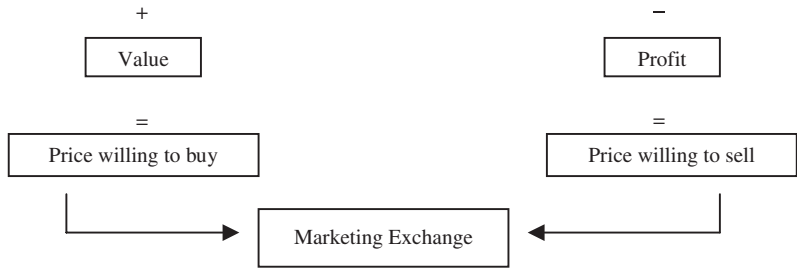 + −
Value Profit
= =
Price willing to buy Price willing to sell
Marketing Exchange